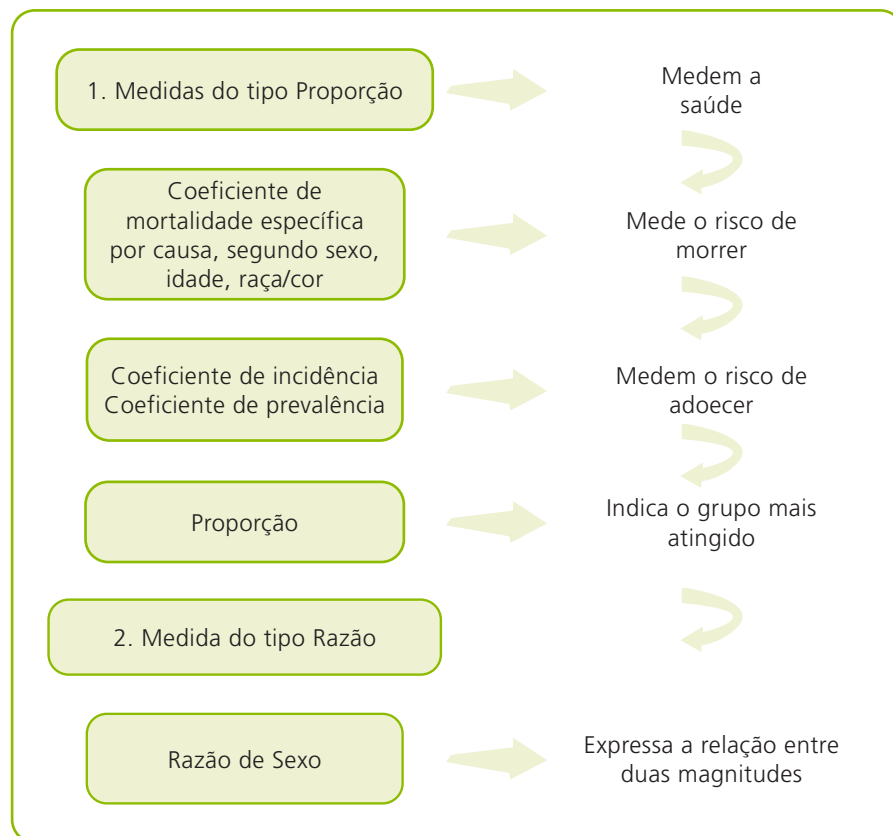 1. Medidas do tipo Proporção
Medem a
saúde
Coeficiente de
mortalidade específica
por causa, segundo sexo,
idade, raça/cor
Mede o risco de
morrer
Coeficiente de incidência
Coeficiente de prevalência
Medem o risco de
adoecer
Proporção
Indica o grupo mais
atingido
2. Medida do tipo Razão
Razão de Sexo
Expressa a relação entre
duas magnitudes